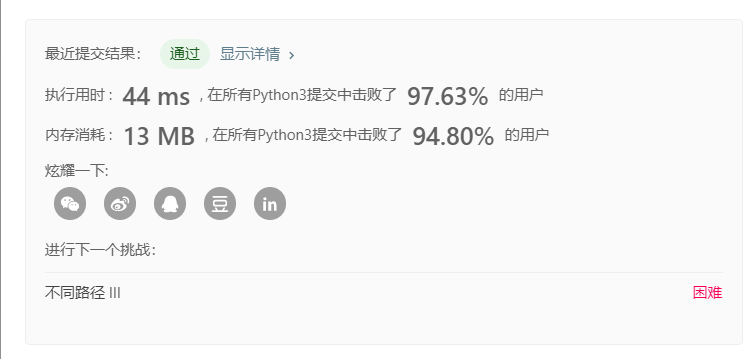 最近提交结果： 通过 显示详情 ›
执行用时： 44 ms , 在所有Python3提交中击败了 97.63% 的用户
内存消耗： 13 MB , 在所有Python3提交中击败了 94.80% 的用户
炫耀一下:
豆 in
进行下一个挑战：
不同路径 III 困难